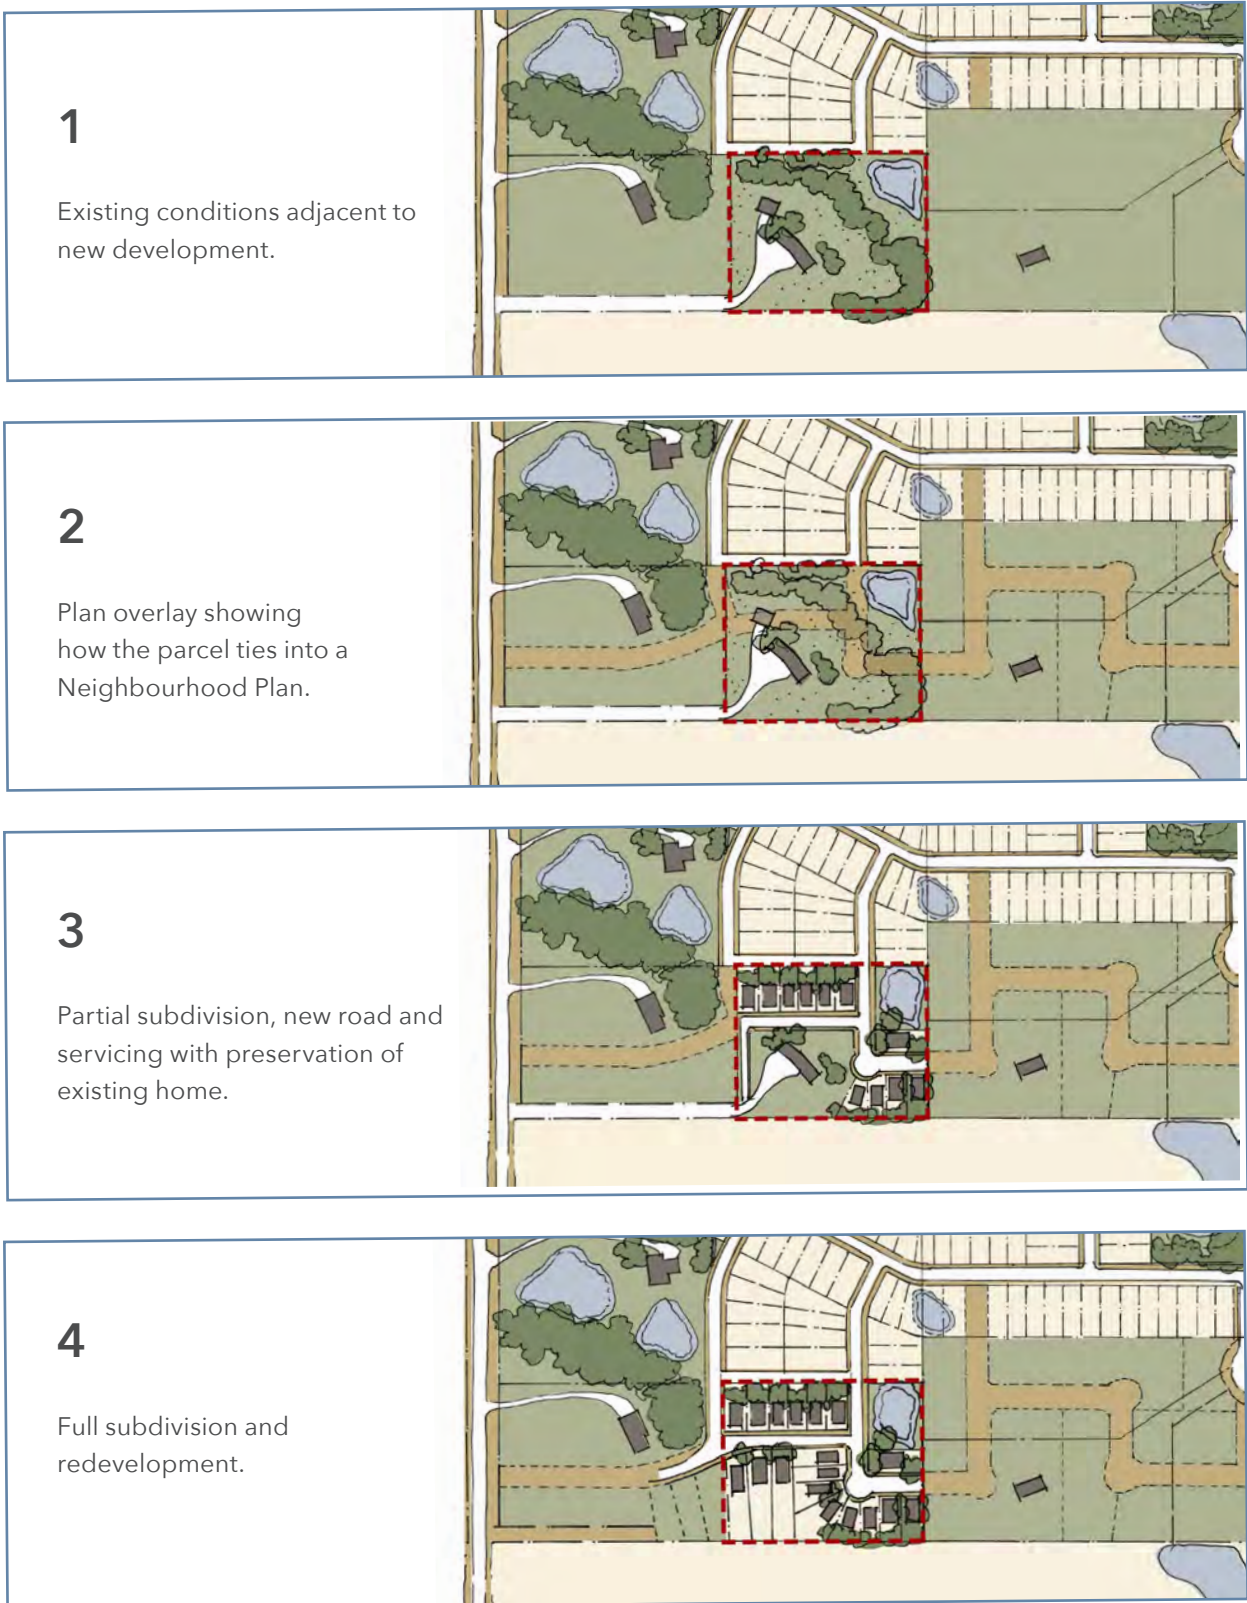 1
Existing conditions adjacent to
new development.
2
Plan overlay showing
how the parcel ties into a
Neighbourhood Plan.
3
Partial subdivision, new road and
servicing with preservation of
existing home.
4
Full subdivision and
redevelopment.